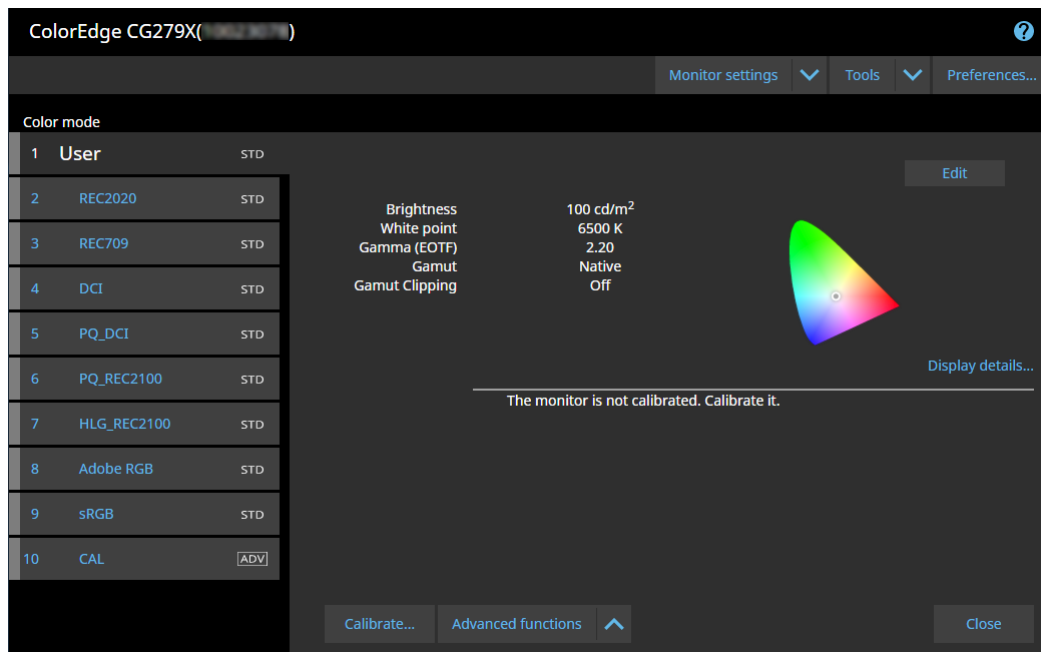 ColorEdge CG279X( )
Monitor settings Tools Preferences...
Color mode
1 User STD
2 REC2020 STD
3 REC709 STD
4 DCI STD
5 PQ_DCI STD
6 PQ_REC2100 STD
7 HLG_REC2100 STD
8 Adobe RGB STD
9 sRGB STD
10 CAL ADV
Edit
Brightness 100 cd/m2
White point 6500 K
Gamma (EOTF) 2.20
Gamut Native
Gamut Clipping Off
Display details...
The monitor is not calibrated. Calibrate it.
Calibrate... Advanced functions Close